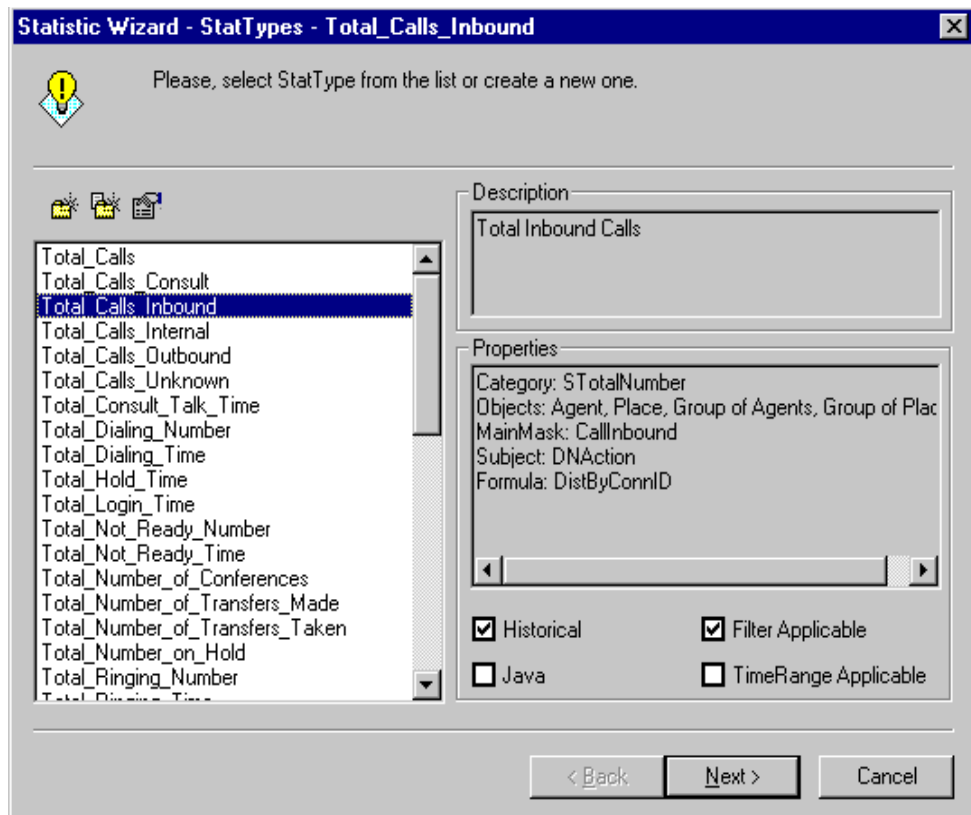 Statistic Wizard - StatTypes - Total_Calls_Inbound
Please, select StatType from the list or create a new one.
Total_Calls
Total_Calls_Consult
Total_Calls_Inbound
Total_Calls_Internal
Total_Calls_Outbound
Total_Calls_Unknown
Total_Consult_Talk_Time
Total_Dialing_Number
Total_Dialing_Time
Total_Hold_Time
Total_Login_Time
Total_Not_Ready_Number
Total_Not_Ready_Time
Total_Number_of_Conferences
Total_Number_of_Transfers_Made
Total_Number_of_Transfers_Taken
Total_Number_on_Hold
Total_Ringing_Number
Total_Ringing_Time
Description
Total Inbound Calls
Properties
Category: STotalNumber
Objects: Agent, Place, Group of Agents, Group of Plac
MainMask: CallInbound
Subject: DNAction
Formula: DistByConnID
Historical
Filter Applicable
Java
TimeRange Applicable
< Back
Next >
Cancel